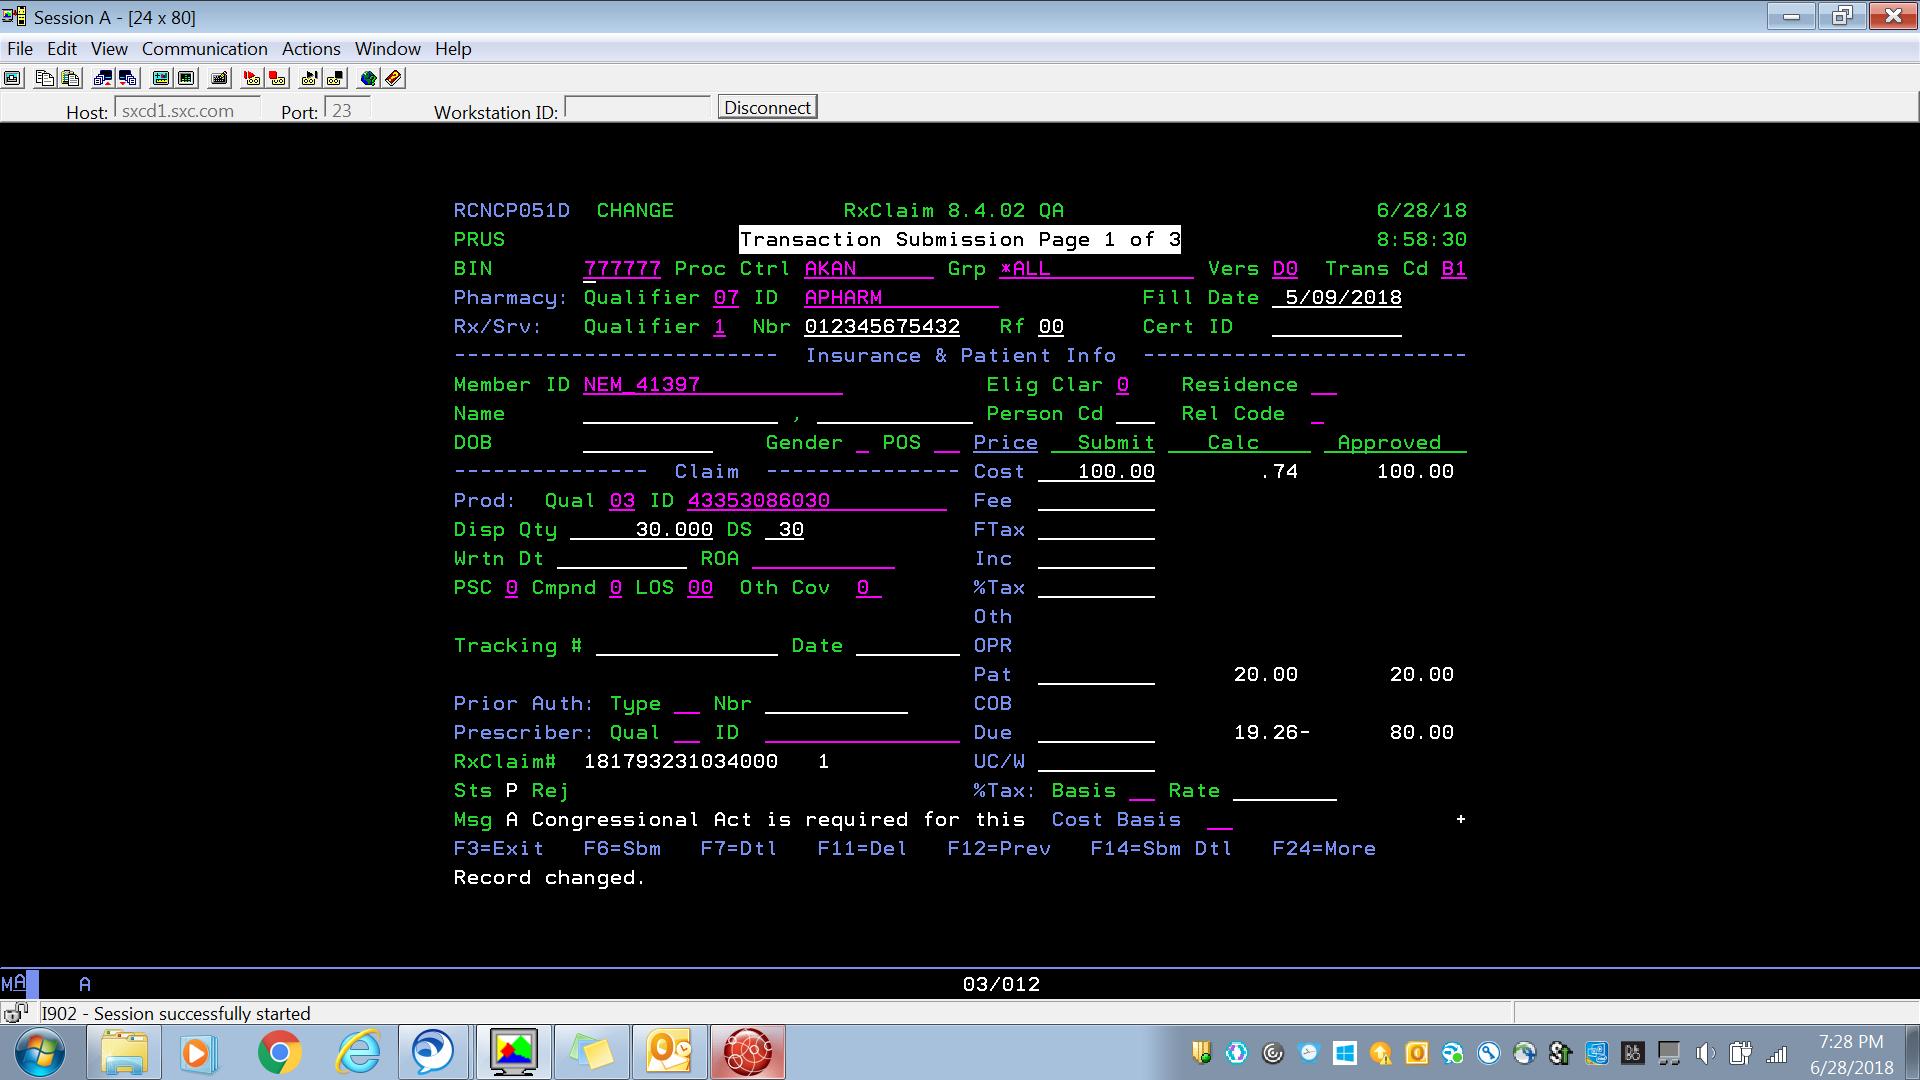 Session A - [24 x 80]
File Edit View Communication Actions Window Help
Host: sxcd1.sxc.com Port: 23 Workstation ID: Disconnect
RCNCP051D CHANGE RxClaim 8.4.02 QA 6/28/18
PRUS Transaction Submission Page 1 of 3 8:58:30
BIN 777777 Proc Ctrl AKAN Grp *ALL Vers D0 Trans Cd B1
Pharmacy: Qualifier 07 ID APHARM Fill Date 5/09/2018
Rx/Srv: Qualifier 1 Nbr 012345675432 Rf 00 Cert ID
------------------------- Insurance & Patient Info -------------------------
Member ID NEM_41397 Elig Clar 0 Residence
Name , Person Cd Rel Code
DOB Gender POS Price Submit Calc Approved
--------------- Claim --------------- Cost 100.00 .74 100.00
Prod: Qual 03 ID 43353086030 Fee
Disp Qty 30.000 DS 30 FTax
Wrtn Dt ROA Inc
PSC 0 Cmpnd 0 LOS 00 Oth Cov 0 %Tax
Oth
Tracking # Date OPR
Pat 20.00 20.00
Prior Auth: Type Nbr COB
Prescriber: Qual ID Due 19.26- 80.00
RxClaim# 181793231034000 1 UC/W
Sts P Rej %Tax: Basis Rate
Msg A Congressional Act is required for this Cost Basis +
F3=Exit F6=Sbm F7=Dtl F11=Del F12=Prev F14=Sbm Dtl F24=More
Record changed.
MA A 03/012
I902 - Session successfully started
7:28 PM
6/28/2018